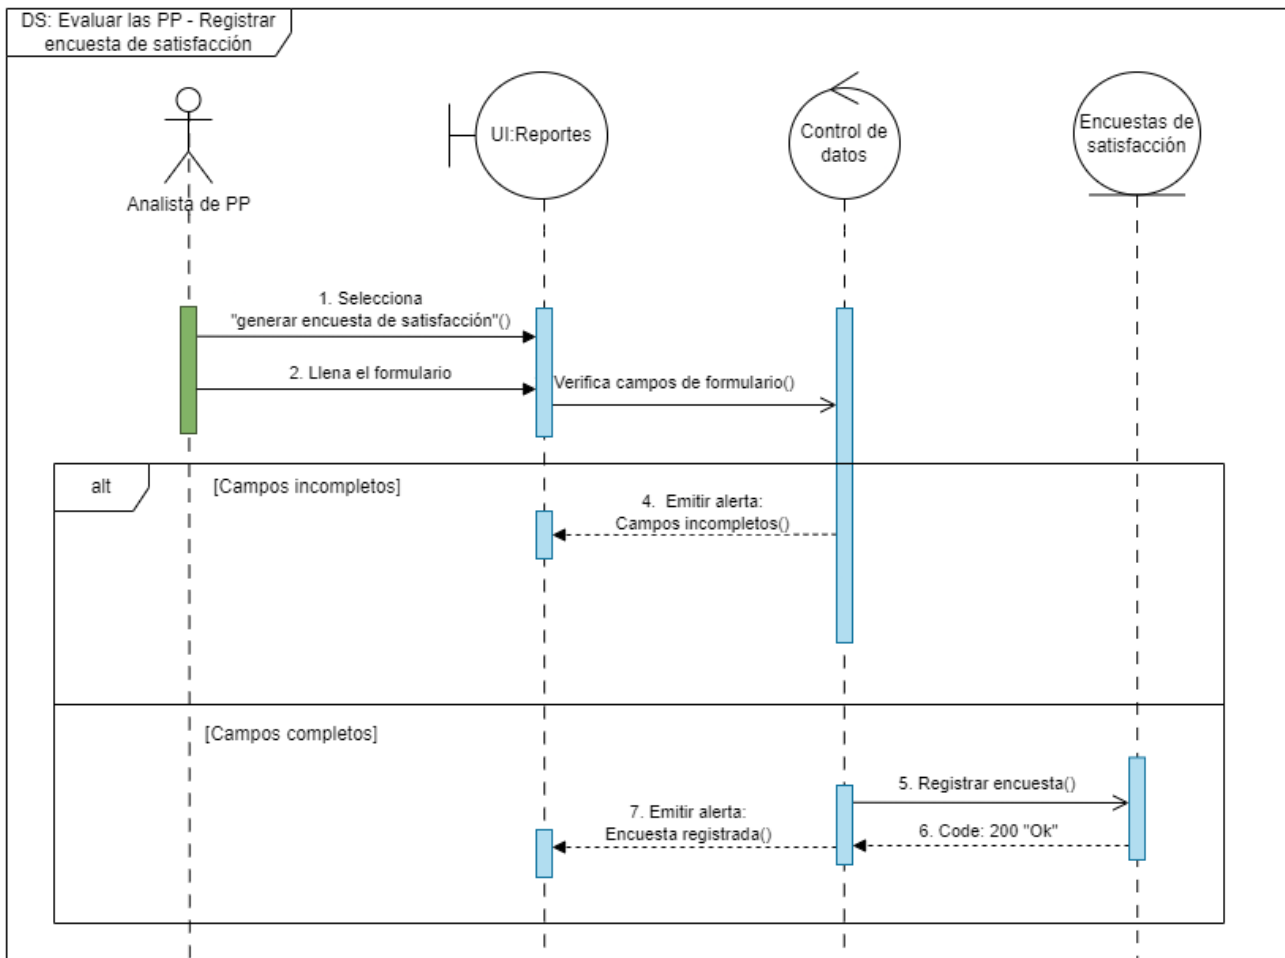 DS: Evaluar las PP - Registrar
encuesta de satisfacción
UI:Reportes
Control de
datos
Encuestas de
satisfacción
Analista de PP
1. Selecciona
"generar encuesta de satisfacción"()
2. Llena el formulario
Verifica campos de formulario()
alt
[Campos incompletos]
4. Emitir alerta:
Campos incompletos()
[Campos completos]
5. Registrar encuesta()
7. Emitir alerta:
Encuesta registrada()
6. Code: 200 "Ok"